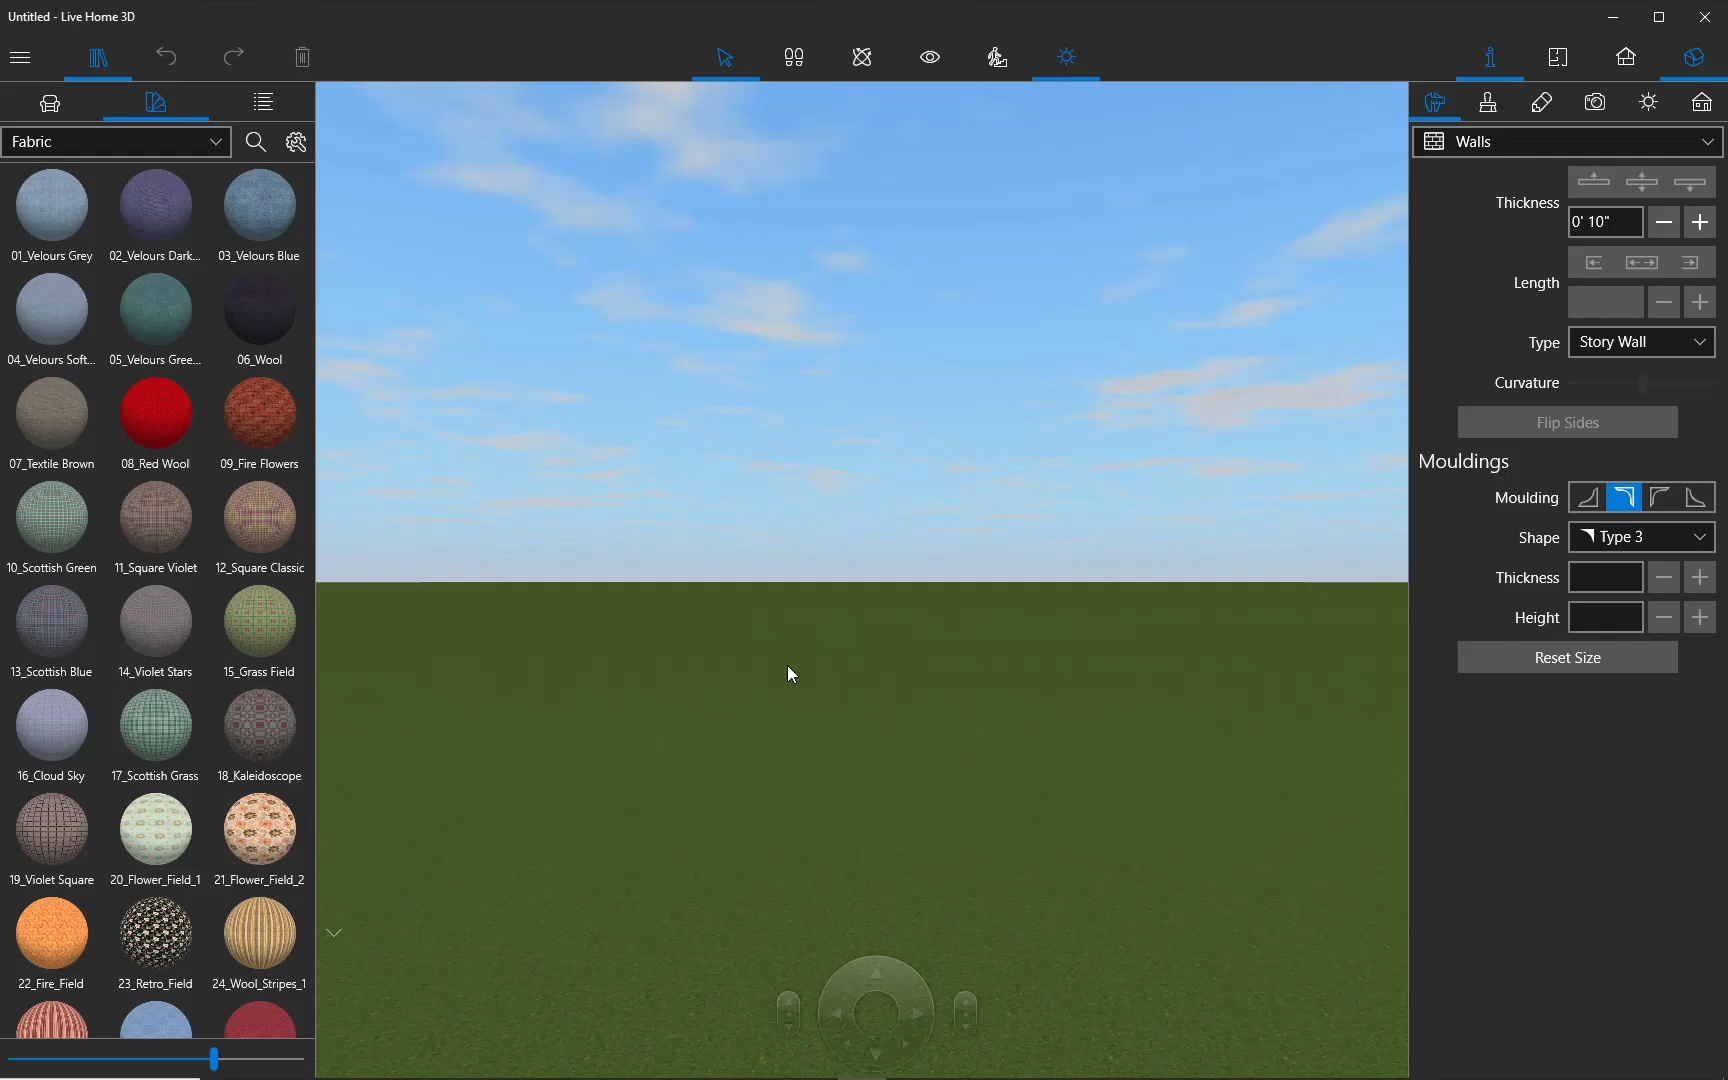 Untitled - Live Home 3D
Fabric
01_Velours Grey
02_Velours Dark...
03_Velours Blue
04_Velours Soft...
05_Velours Gree...
06_Wool
07_Textile Brown
08_Red Wool
09_Fire Flowers
10_Scottish Green
11_Square Violet
12_Square Classic
13_Scottish Blue
14_Violet Stars
15_Grass Field
16_Cloud Sky
17_Scottish Grass
18_Kaleidoscope
19_Violet Square
20_Flower_Field_1
21_Flower_Field_2
22_Fire_Field
23_Retro_Field
24_Wool_Stripes_1
Walls
Thickness
0' 10"
Length
Type
Story Wall
Curvature
Flip Sides
Mouldings
Moulding
Shape
Type 3
Thickness
Height
Reset Size